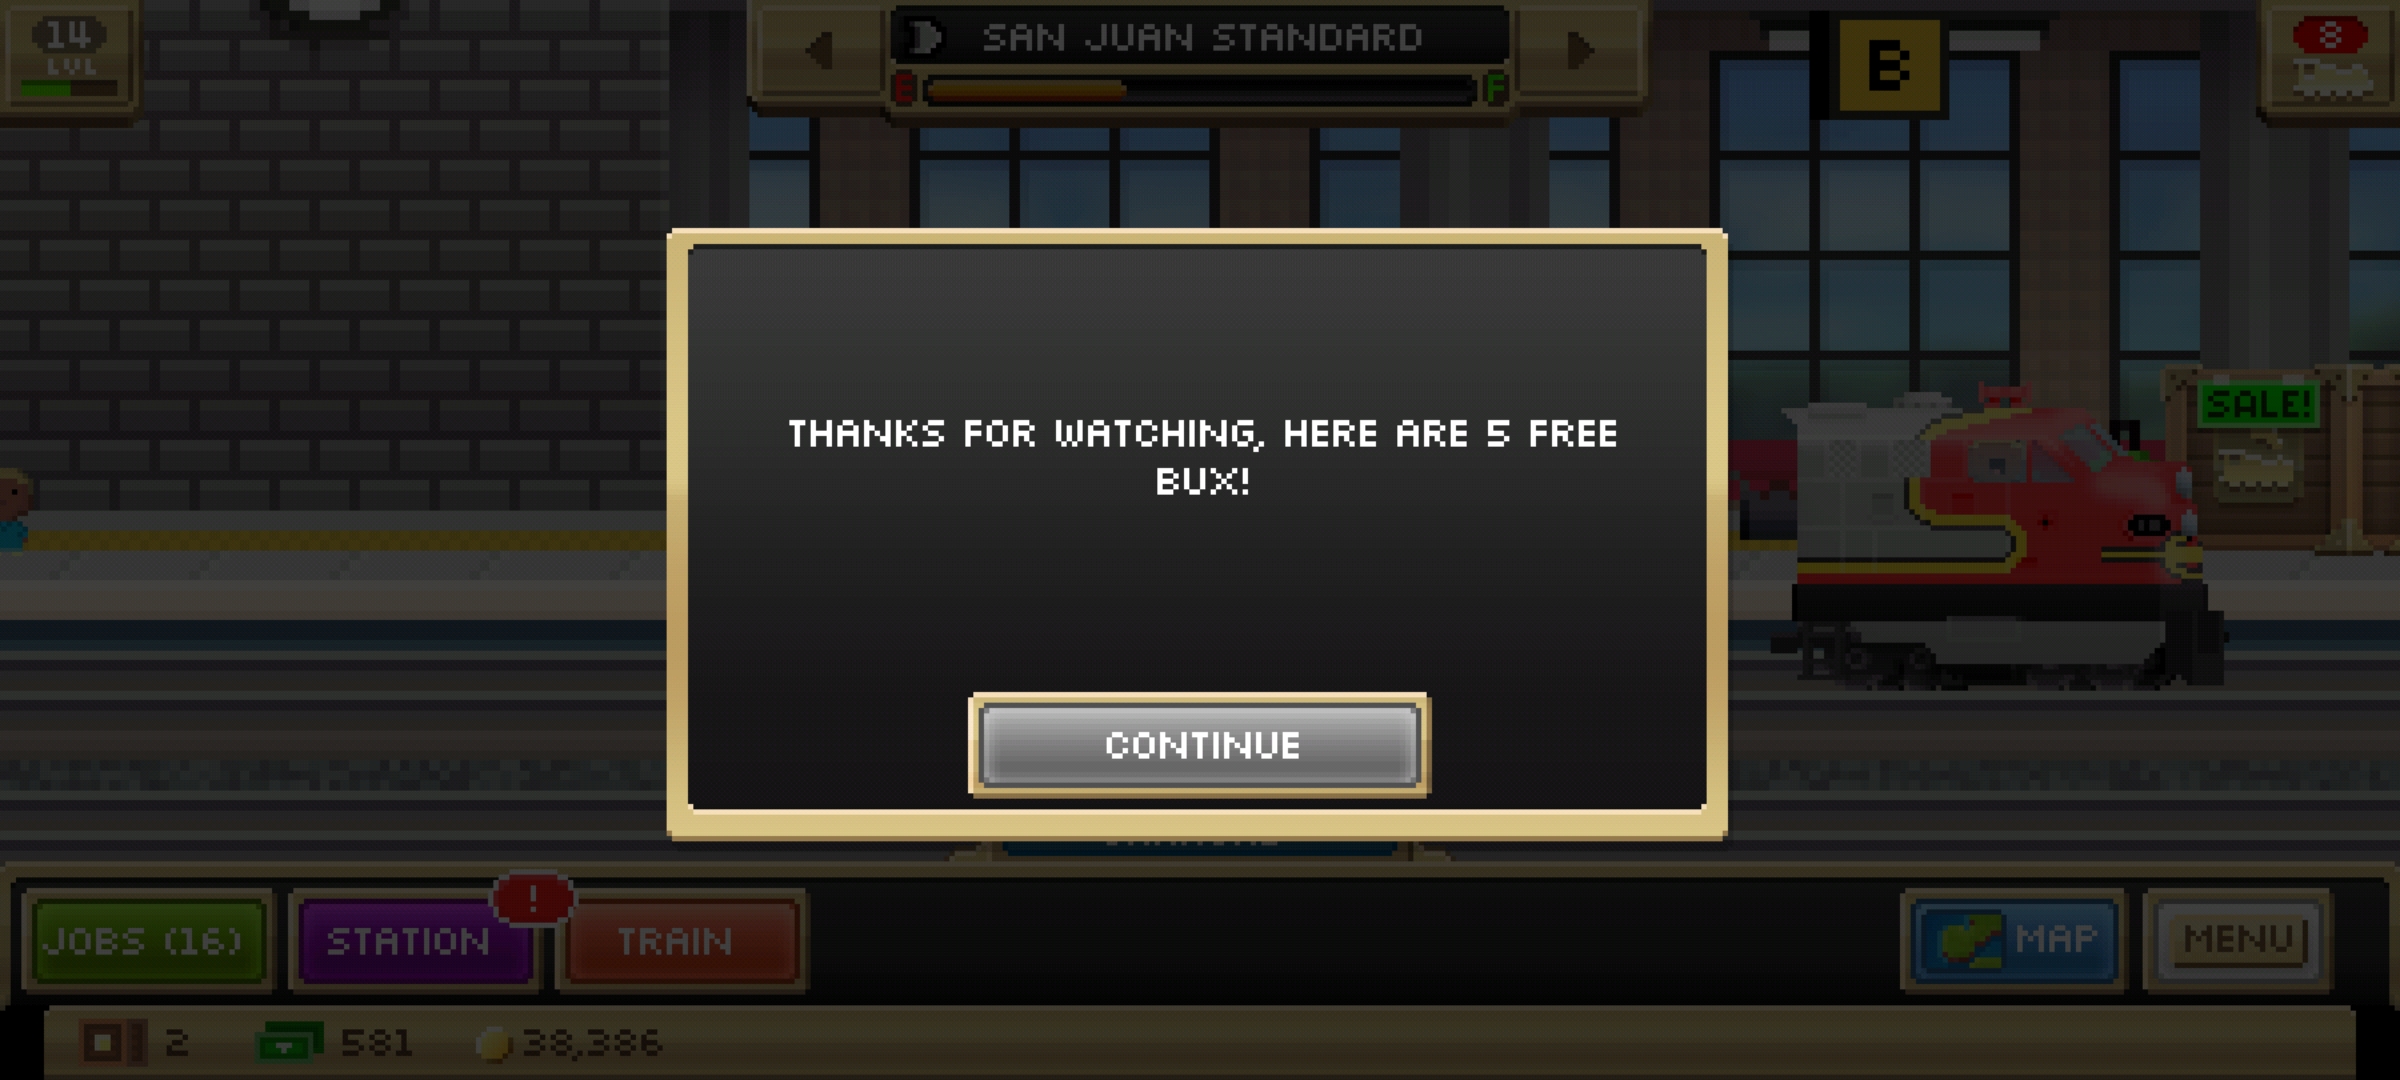 14
LVL
SAN JUAN STANDARD
E
F
B
8
SALE!
THANKS FOR WATCHING, HERE ARE 5 FREE
BUX!
CONTINUE
JOBS (16)
!
STATION
TRAIN
MAP
MENU
2
581
38,386